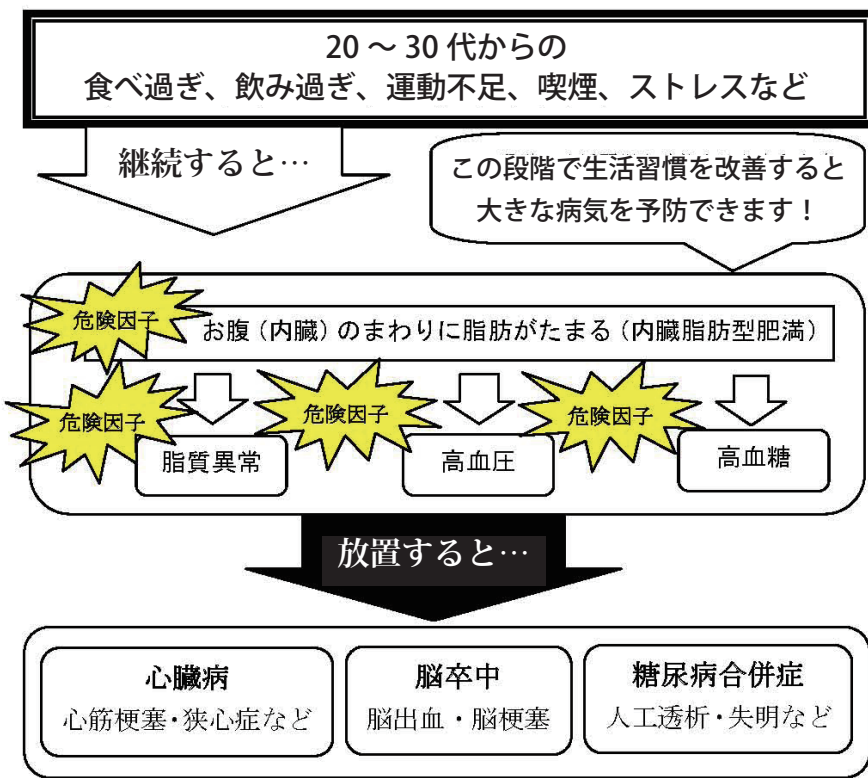 20 〜 30 代からの
食べ過ぎ、飲み過ぎ、運動不足、喫煙、ストレスなど
継続すると…
この段階で生活習慣を改善すると
大きな病気を予防できます！
危険因子
お腹（内臓）のまわりに脂肪がたまる（内臓脂肪型肥満）
危険因子
脂質異常
危険因子
高血圧
危険因子
高血糖
放置すると…
心臓病
心筋梗塞・狭心症など
脳卒中
脳出血・脳梗塞
糖尿病合併症
人工透析・失明など